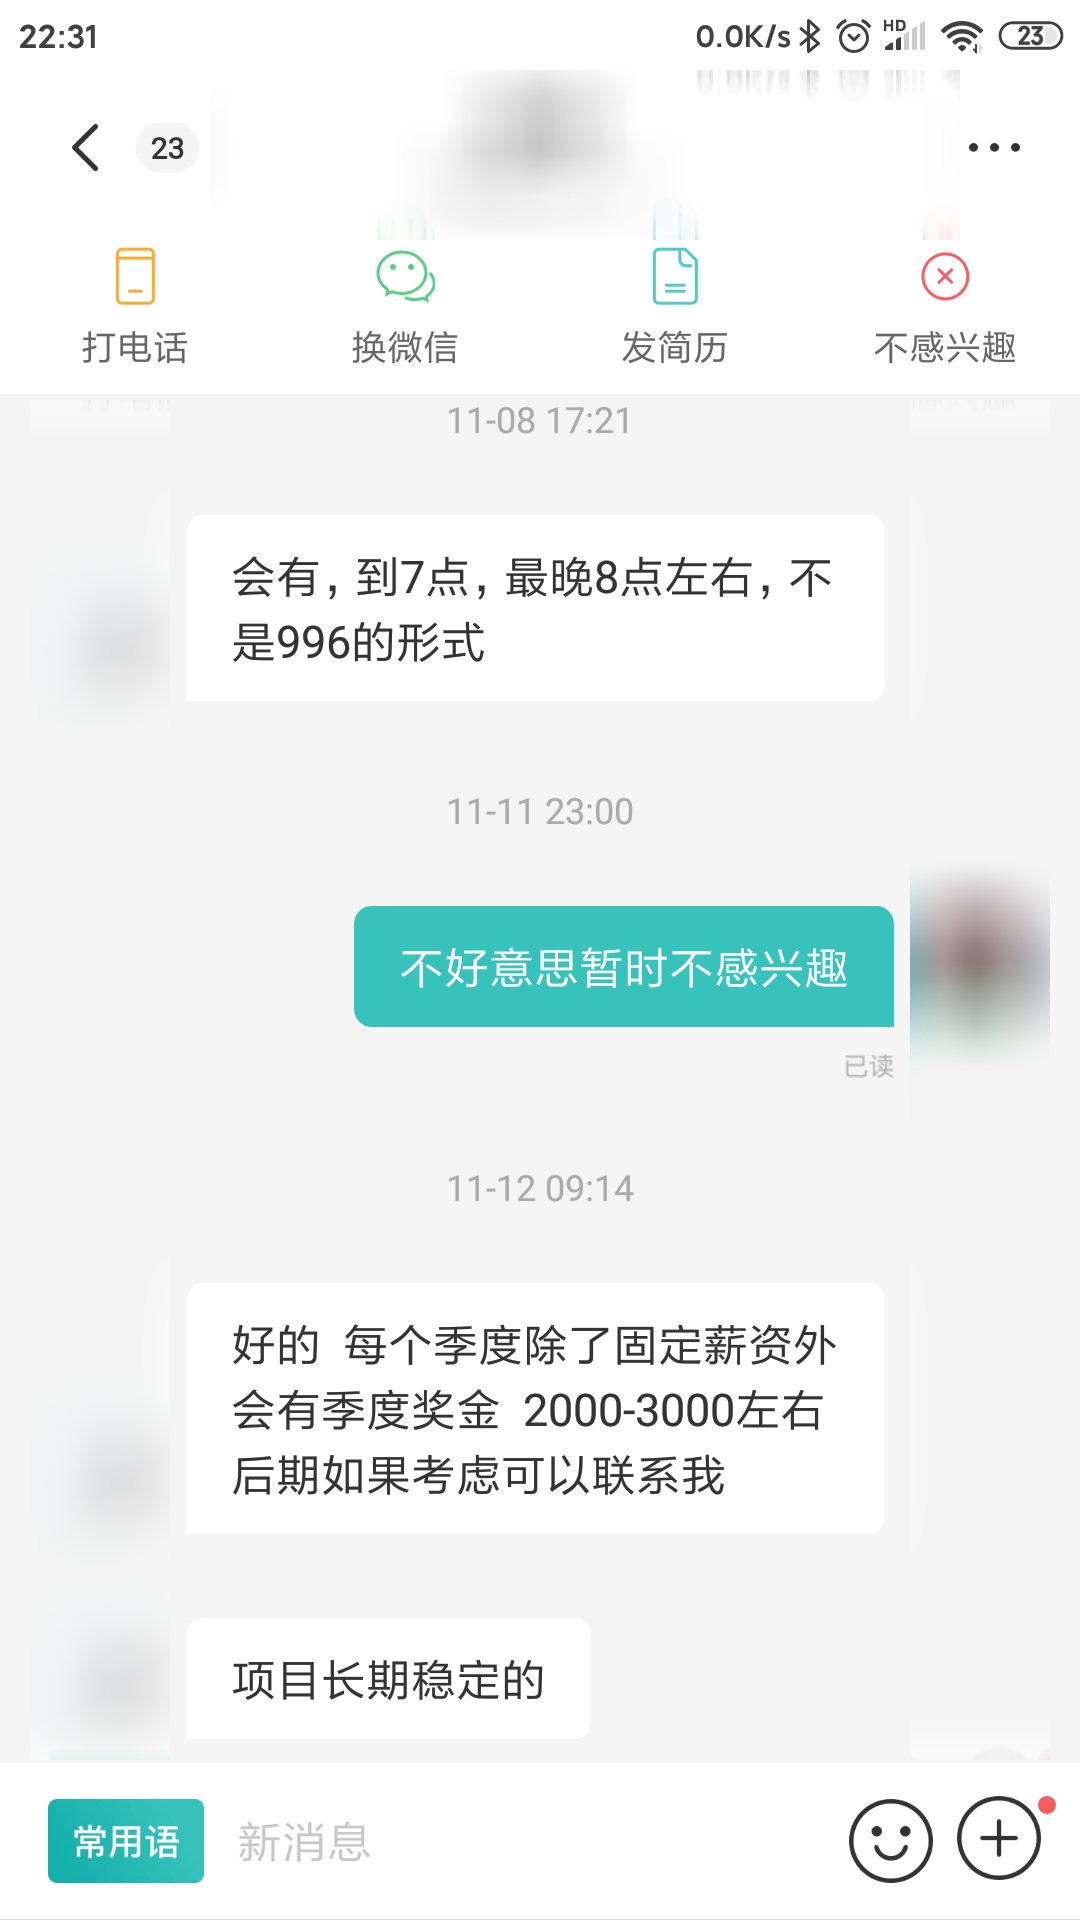 22:31
0.0K/s
HD
23
23
打电话
换微信
发简历
不感兴趣
11-08 17:21
会有，到7点，最晚8点左右，不
是996的形式
11-11 23:00
不好意思暂时不感兴趣
已读
11-12 09:14
好的 每个季度除了固定薪资外
会有季度奖金 2000-3000左右
后期如果考虑可以联系我
项目长期稳定的
常用语
新消息